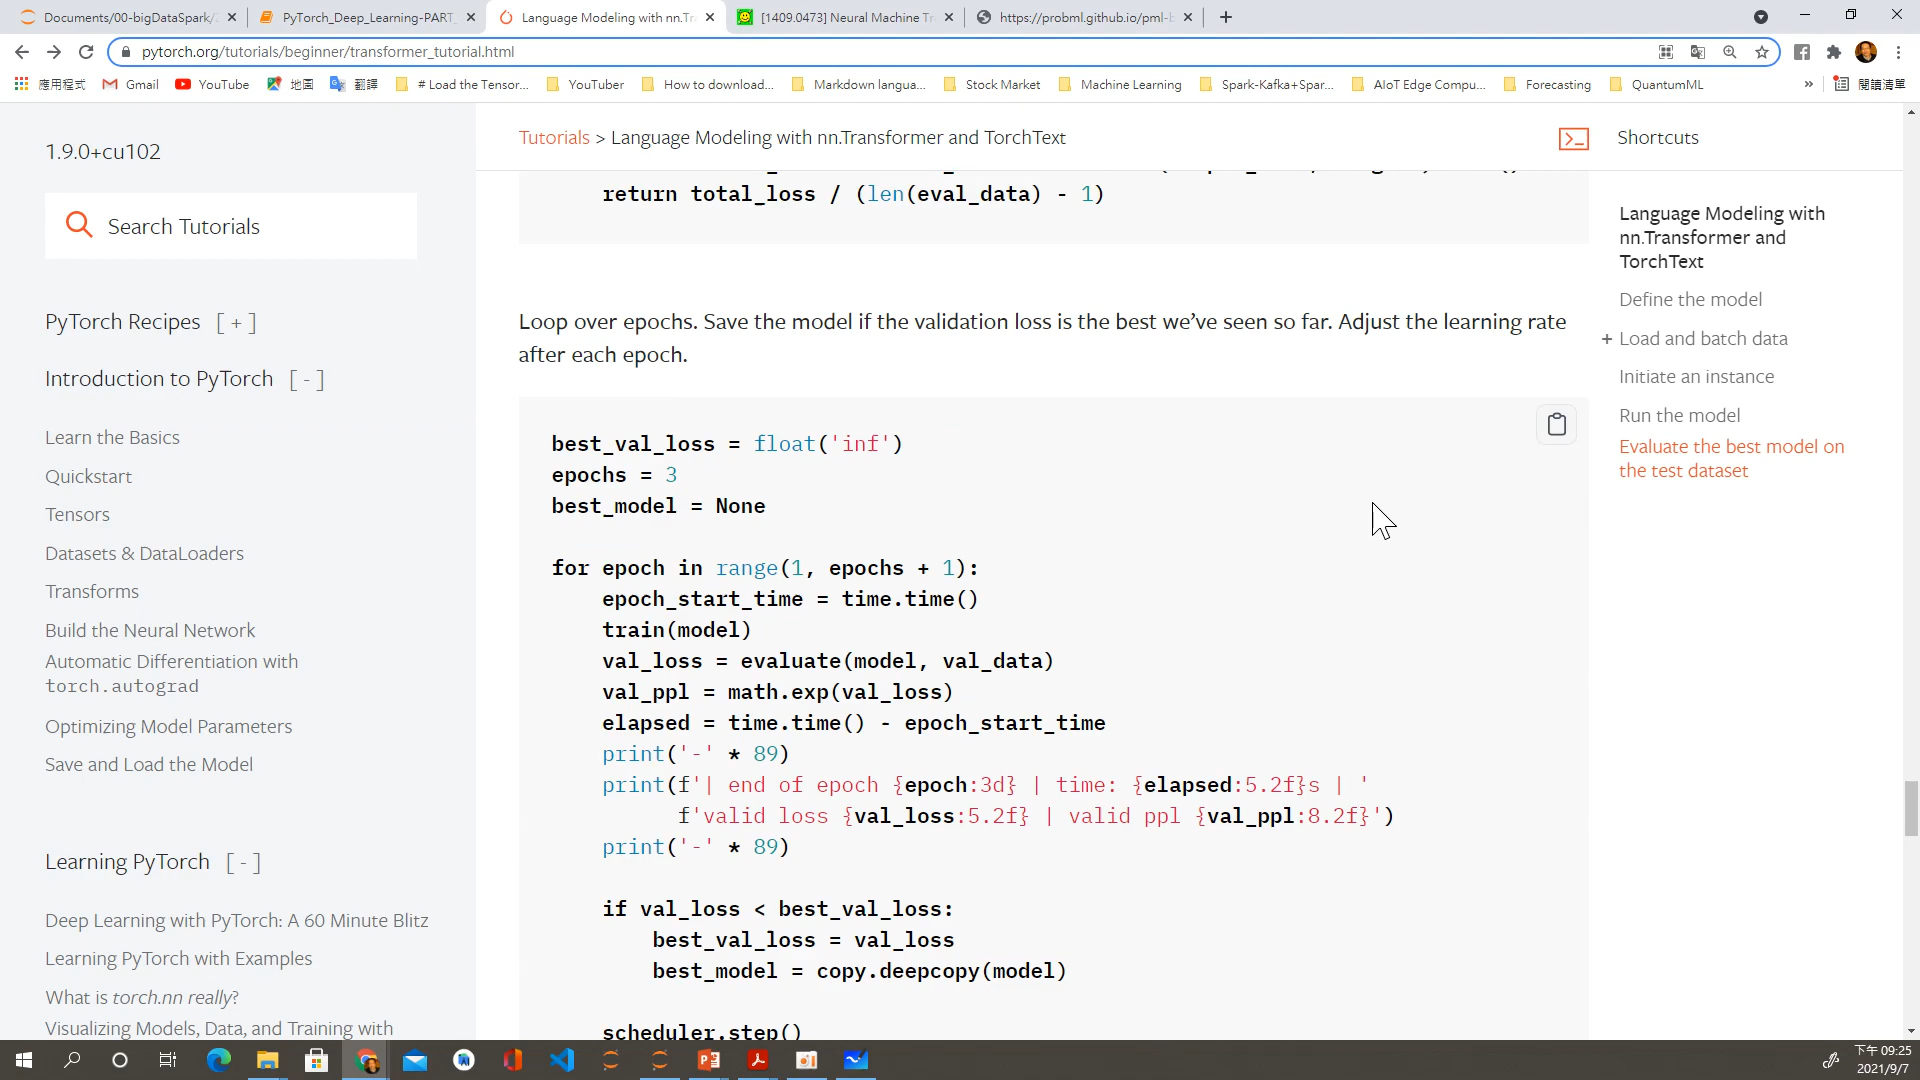 Documents/00-bigDataSpark/
PyTorch_Deep_Learning-PART_
Language Modeling with nn.Tr
[1409.0473] Neural Machine Tr
https://probml.github.io/pml-b
pytorch.org/tutorials/beginner/transformer_tutorial.html
應用程式
Gmail
YouTube
地圖
翻譯
# Load the Tensor...
YouTuber
How to download...
Markdown langua...
Stock Market
Machine Learning
Spark-Kafka+Spar...
AIoT Edge Compu...
Forecasting
QuantumML
»
閱讀清單
1.9.0+cu102
Search Tutorials
PyTorch Recipes [ + ]
Introduction to PyTorch [ - ]
Learn the Basics
Quickstart
Tensors
Datasets & DataLoaders
Transforms
Build the Neural Network
Automatic Differentiation with
torch.autograd
Optimizing Model Parameters
Save and Load the Model
Learning PyTorch [ - ]
Deep Learning with PyTorch: A 60 Minute Blitz
Learning PyTorch with Examples
What is torch.nn really?
Visualizing Models, Data, and Training with
Tutorials > Language Modeling with nn.Transformer and TorchText
Shortcuts
return total_loss / (len(eval_data) - 1)
Loop over epochs. Save the model if the validation loss is the best we’ve seen so far. Adjust the learning rate
after each epoch.
best_val_loss = float('inf')
epochs = 3
best_model = None
for epoch in range(1, epochs + 1):
epoch_start_time = time.time()
train(model)
val_loss = evaluate(model, val_data)
val_ppl = math.exp(val_loss)
elapsed = time.time() - epoch_start_time
print('-' * 89)
print(f'| end of epoch {epoch:3d} | time: {elapsed:5.2f}s | '
f'valid loss {val_loss:5.2f} | valid ppl {val_ppl:8.2f}')
print('-' * 89)
if val_loss < best_val_loss:
best_val_loss = val_loss
best_model = copy.deepcopy(model)
scheduler.step()
Language Modeling with
nn.Transformer and
TorchText
Define the model
+ Load and batch data
Initiate an instance
Run the model
Evaluate the best model on
the test dataset
下午 09:25
2021/9/7